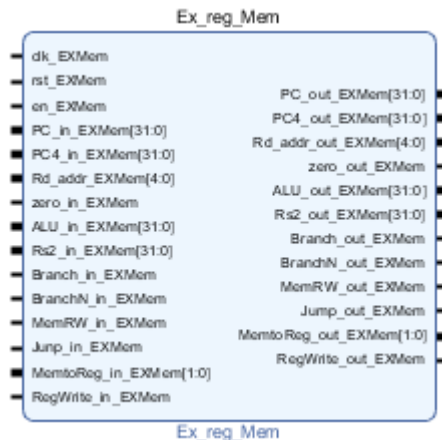 Ex_reg_Mem
clk_EXMem
rst_EXMem
en_EXMem
PC_in_EXMem[31:0]
PC4_in_EXMem[31:0]
Rd_addr_EXMem[4:0]
zero_in_EXMem
ALU_in_EXMem[31:0]
Rs2_in_EXMem[31:0]
Branch_in_EXMem
BranchN_in_EXMem
MemRW_in_EXMem
Junp_in_EXMem
MemtoReg_in_EXMem[1:0]
RegWrite_in_EXMem
PC_out_EXMem[31:0]
PC4_out_EXMem[31:0]
Rd_addr_out_EXMem[4:0]
zero_out_EXMem
ALU_out_EXMem[31:0]
Rs2_out_EXMem[31:0]
Branch_out_EXMem
BranchN_out_EXMem
MemRW_out_EXMem
Jump_out_EXMem
MemtoReg_out_EXMem[1:0]
RegWrite_out_EXMem
Ex_reg_Mem